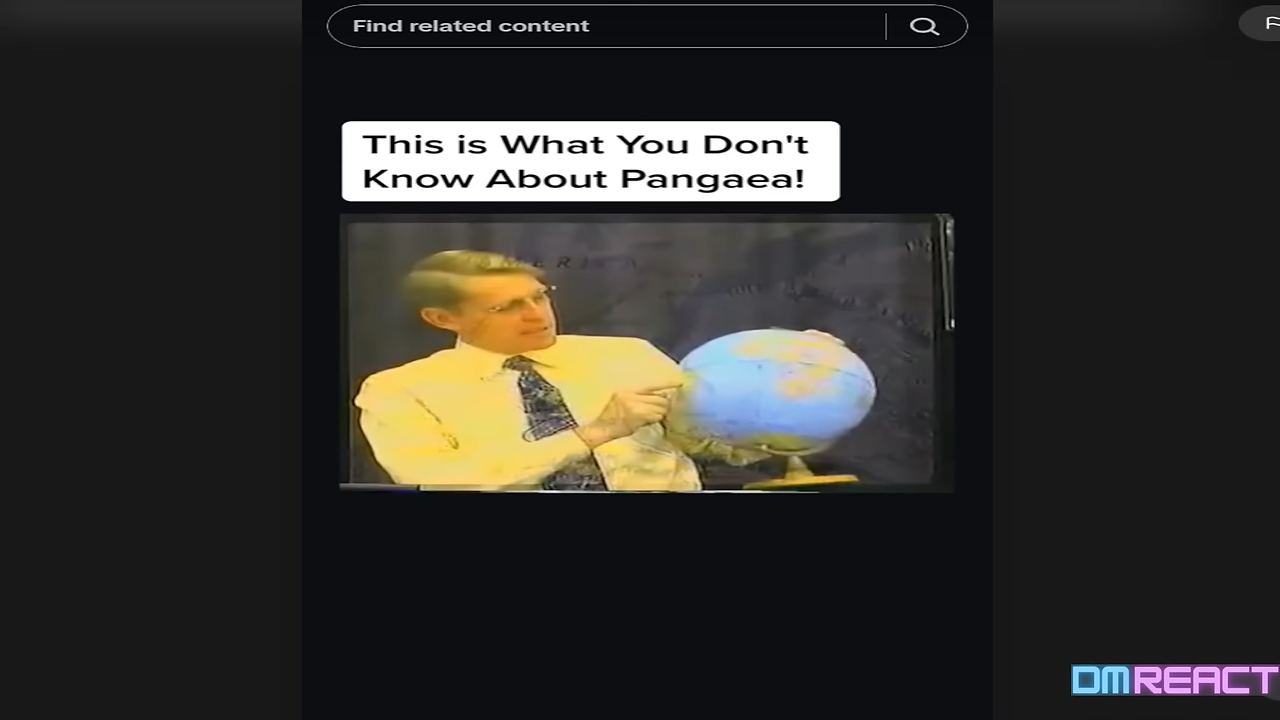 Find related content
This is What You Don't
Know About Pangaea!
DMREACT